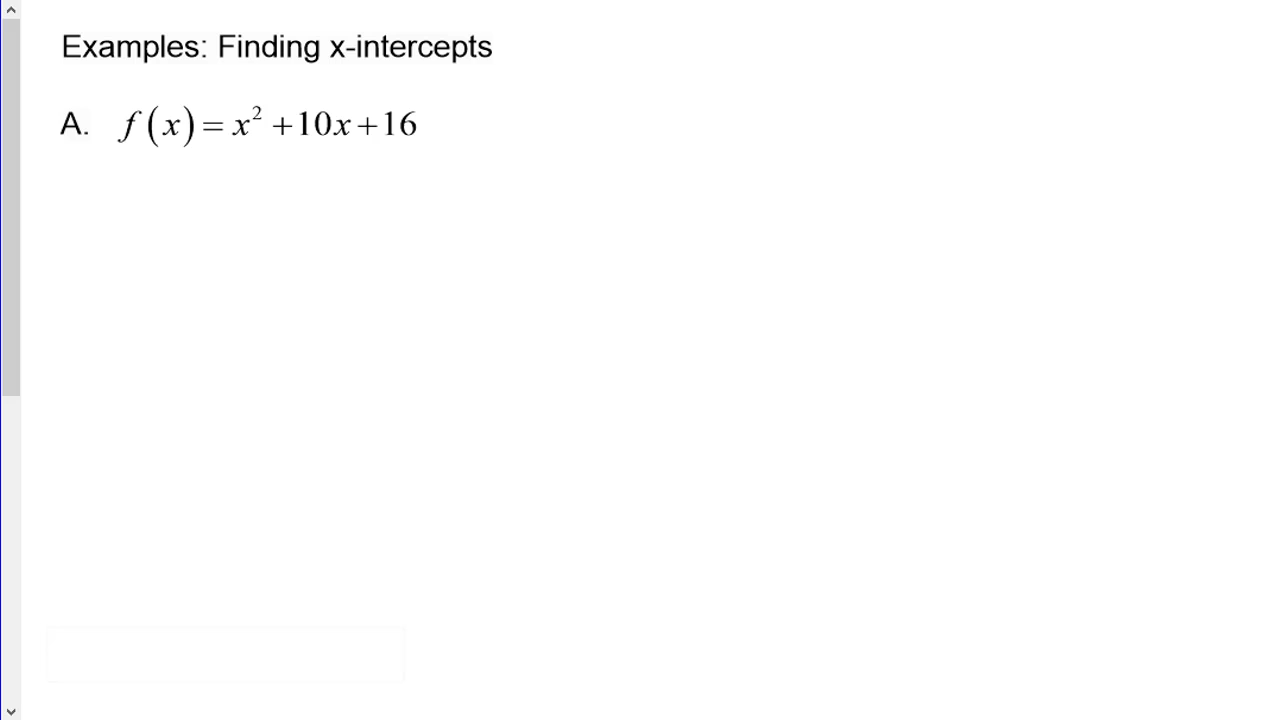 Examples: Finding x-intercepts
A. f(x) = x² +10x+16